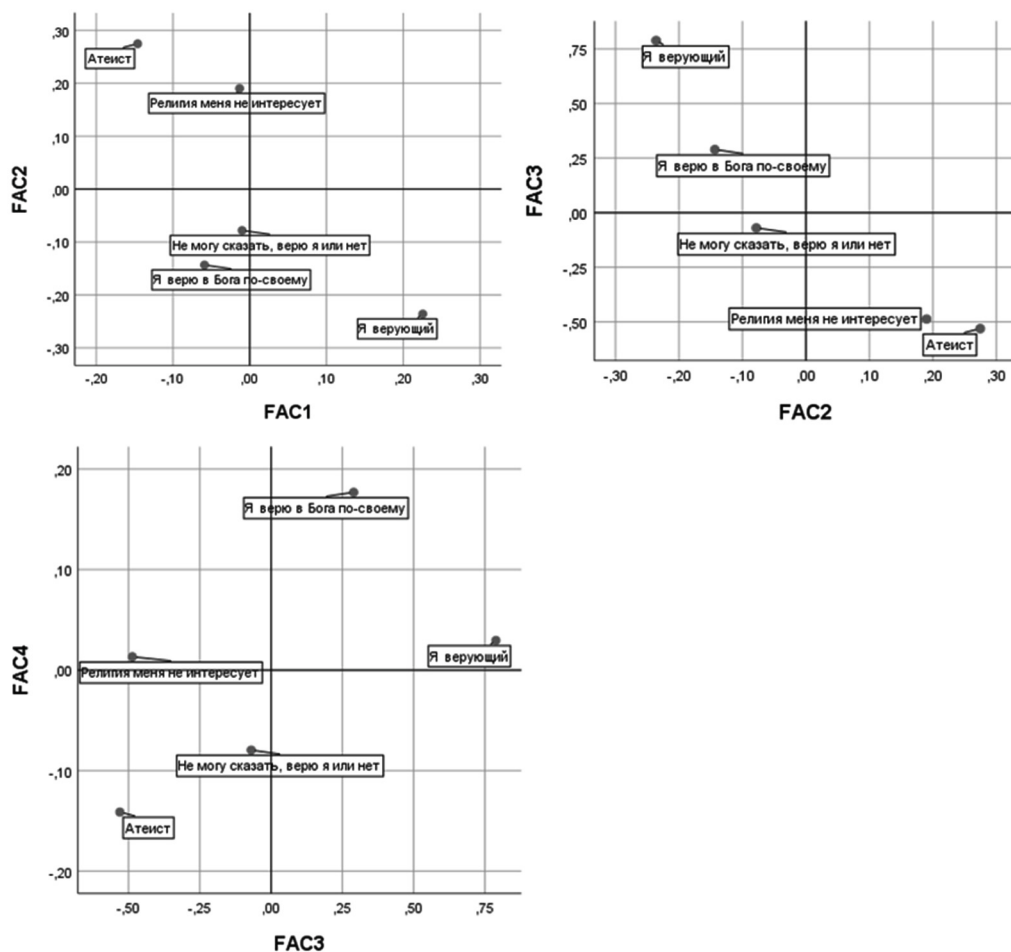 ,30
Атеист
,20
Религия меня не интересует
,10
FAC2
,00
-,10
Не могу сказать, верю я или нет
Я верю в Бога по-своему
-,20
Я верующий
-,30
-,20 -,10 ,00 ,10 ,20 ,30
FAC1
,75
Я верующий
,50
,25
Я верю в Бога по-своему
FAC3
,00
Не могу сказать, верю я или нет
-,25
-,50
Религия меня не интересует
Атеист
-,30 -,20 -,10 ,00 ,10 ,20 ,30
FAC2
,20
Я верю в Бога по-своему
,10
Я верующий
FAC4
,00
Религия меня не интересует
-,10
Не могу сказать, верю я или нет
Атеист
-,20
-,50 -,25 ,00 ,25 ,50 ,75
FAC3